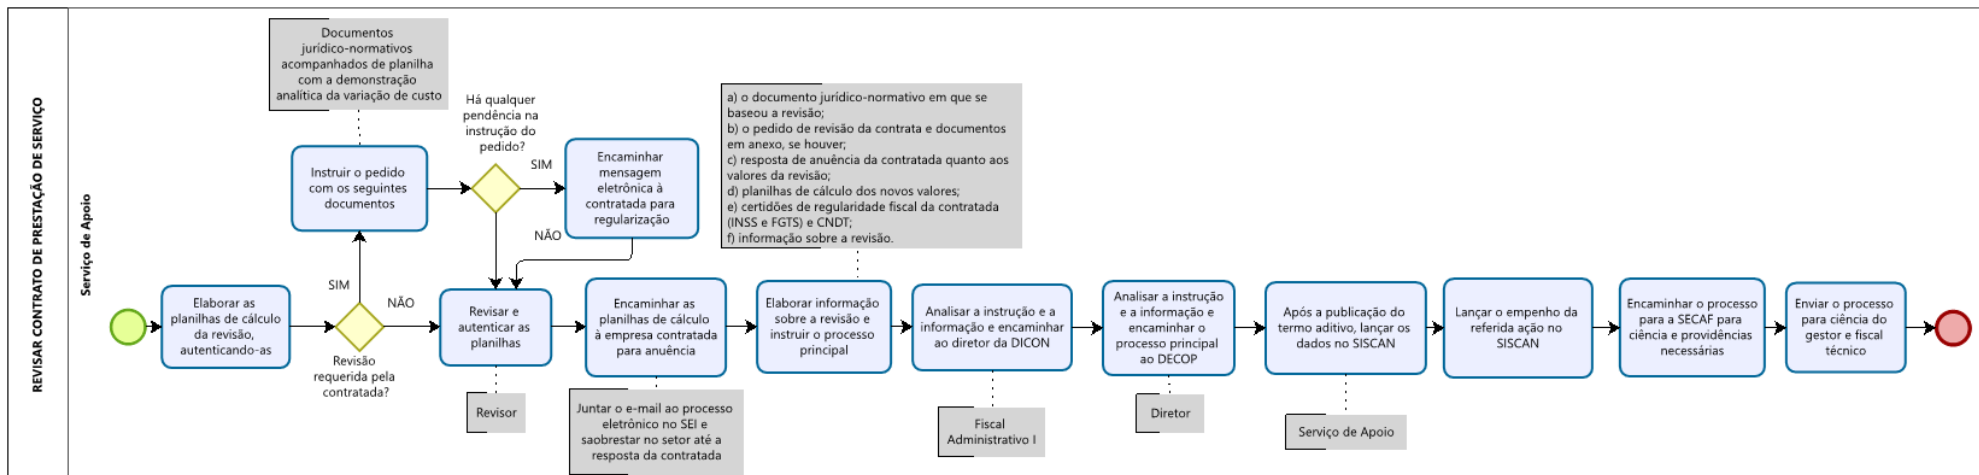 REVISAR CONTRATO DE PRESTAÇÃO DE SERVIÇO
Serviço de Apoio
Elaborar as
planilhas de cálculo
da revisão,
autenticando-as
Revisão
requerida pela
contratada?
SIM
NÃO
Documentos
jurídico-normativos
acompanhados de planilha
com a demonstração
analítica da variação de custo
Instruir o pedido
com os seguintes
documentos
Há qualquer
pendência na
instrução do
pedido?
SIM
NÃO
Encaminhar
mensagem
eletrônica à
contratada para
regularização
Revisar e
autenticar as
planilhas
Revisor
Encaminhar as
planilhas de cálculo
à empresa contratada
para anuência
Juntar o e-mail ao processo
eletrônico no SEI e
saobrestar no setor até a
resposta da contratada
a) o documento jurídico-normativo em que se
baseou a revisão;
b) o pedido de revisão da contrata e documentos
em anexo, se houver;
c) resposta de anuência da contratada quanto aos
valores da revisão;
d) planilhas de cálculo dos novos valores;
e) certidões de regularidade fiscal da contratada
(INSS e FGTS) e CNDT;
f) informação sobre a revisão.
Elaborar informação
sobre a revisão e
instruir o processo
principal
Analisar a instrução e a
informação e encaminhar
ao diretor da DICON
Fiscal
Administrativo I
Analisar a instrução
e a informação e
encaminhar o
processo principal
ao DECOP
Diretor
Após a publicação do
termo aditivo, lançar os
dados no SISCAN
Serviço de Apoio
Lançar o empenho da
referida ação no
SISCAN
Encaminhar o processo
para a SECAF para
ciência e providências
necessárias
Enviar o processo
para ciência do
gestor e fiscal
técnico